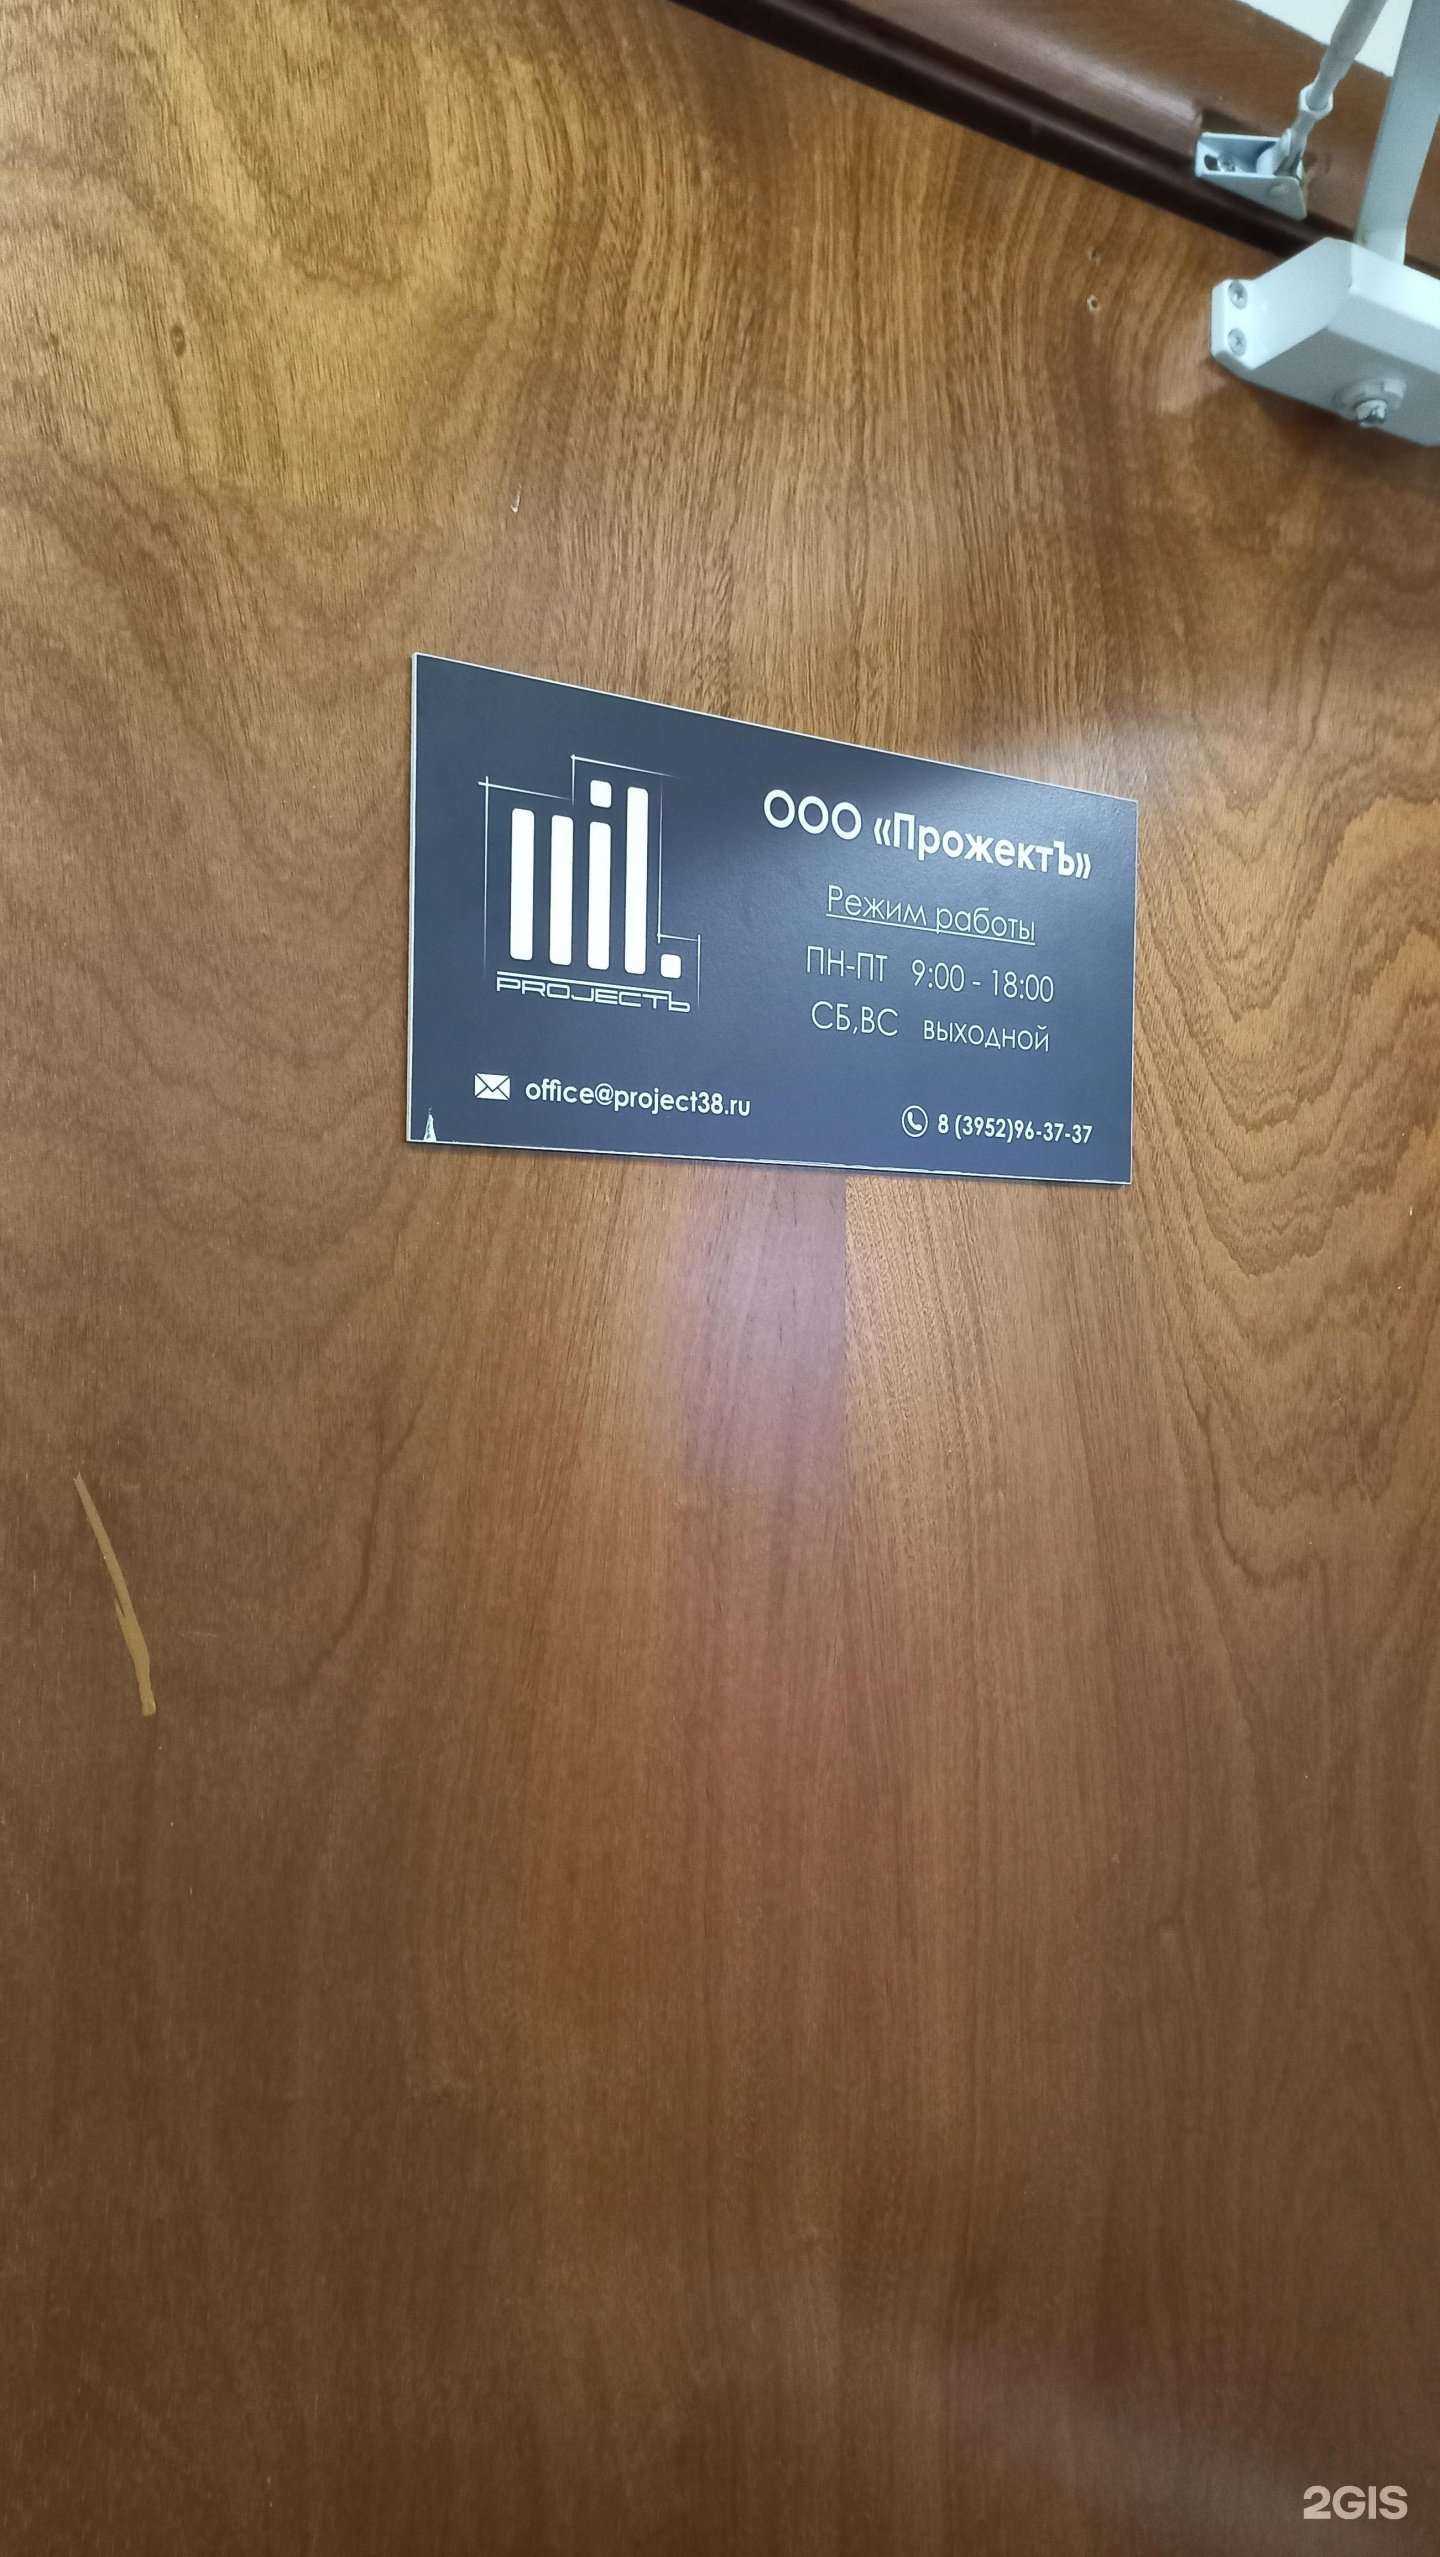 PROJECTЪ
ООО «ПрожектЪ»
Режим работы
ПН-ПТ 9:00 - 18:00
СБ,ВС выходной
office@project38.ru
8 (3952)96-37-37
2GIS